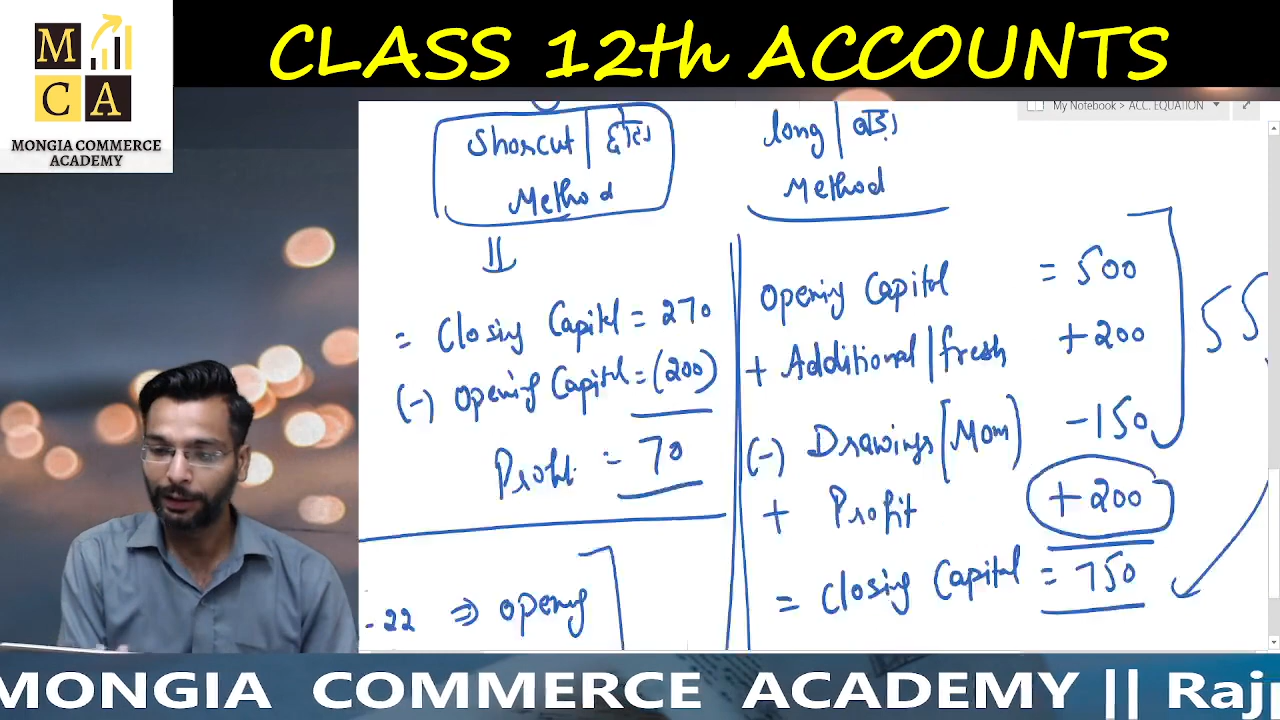 CLASS 12th ACCOUNTS
M
C A
MONGIA COMMERCE
ACADEMY
My Notebook > ACC. EQUATION
Shorcut |
Method
long | बड़ा
Method
= Closing Capital = 270
(-) Opening Capital = (200)
Profit = 70
-22 ⇒ opening
Opening Capital = 500
+ Additional | fresh +200
(-) Drawings [Mom] -150
+ Profit +200
= Closing Capital = 750
55
MONGIA COMMERCE ACADEMY || Raj